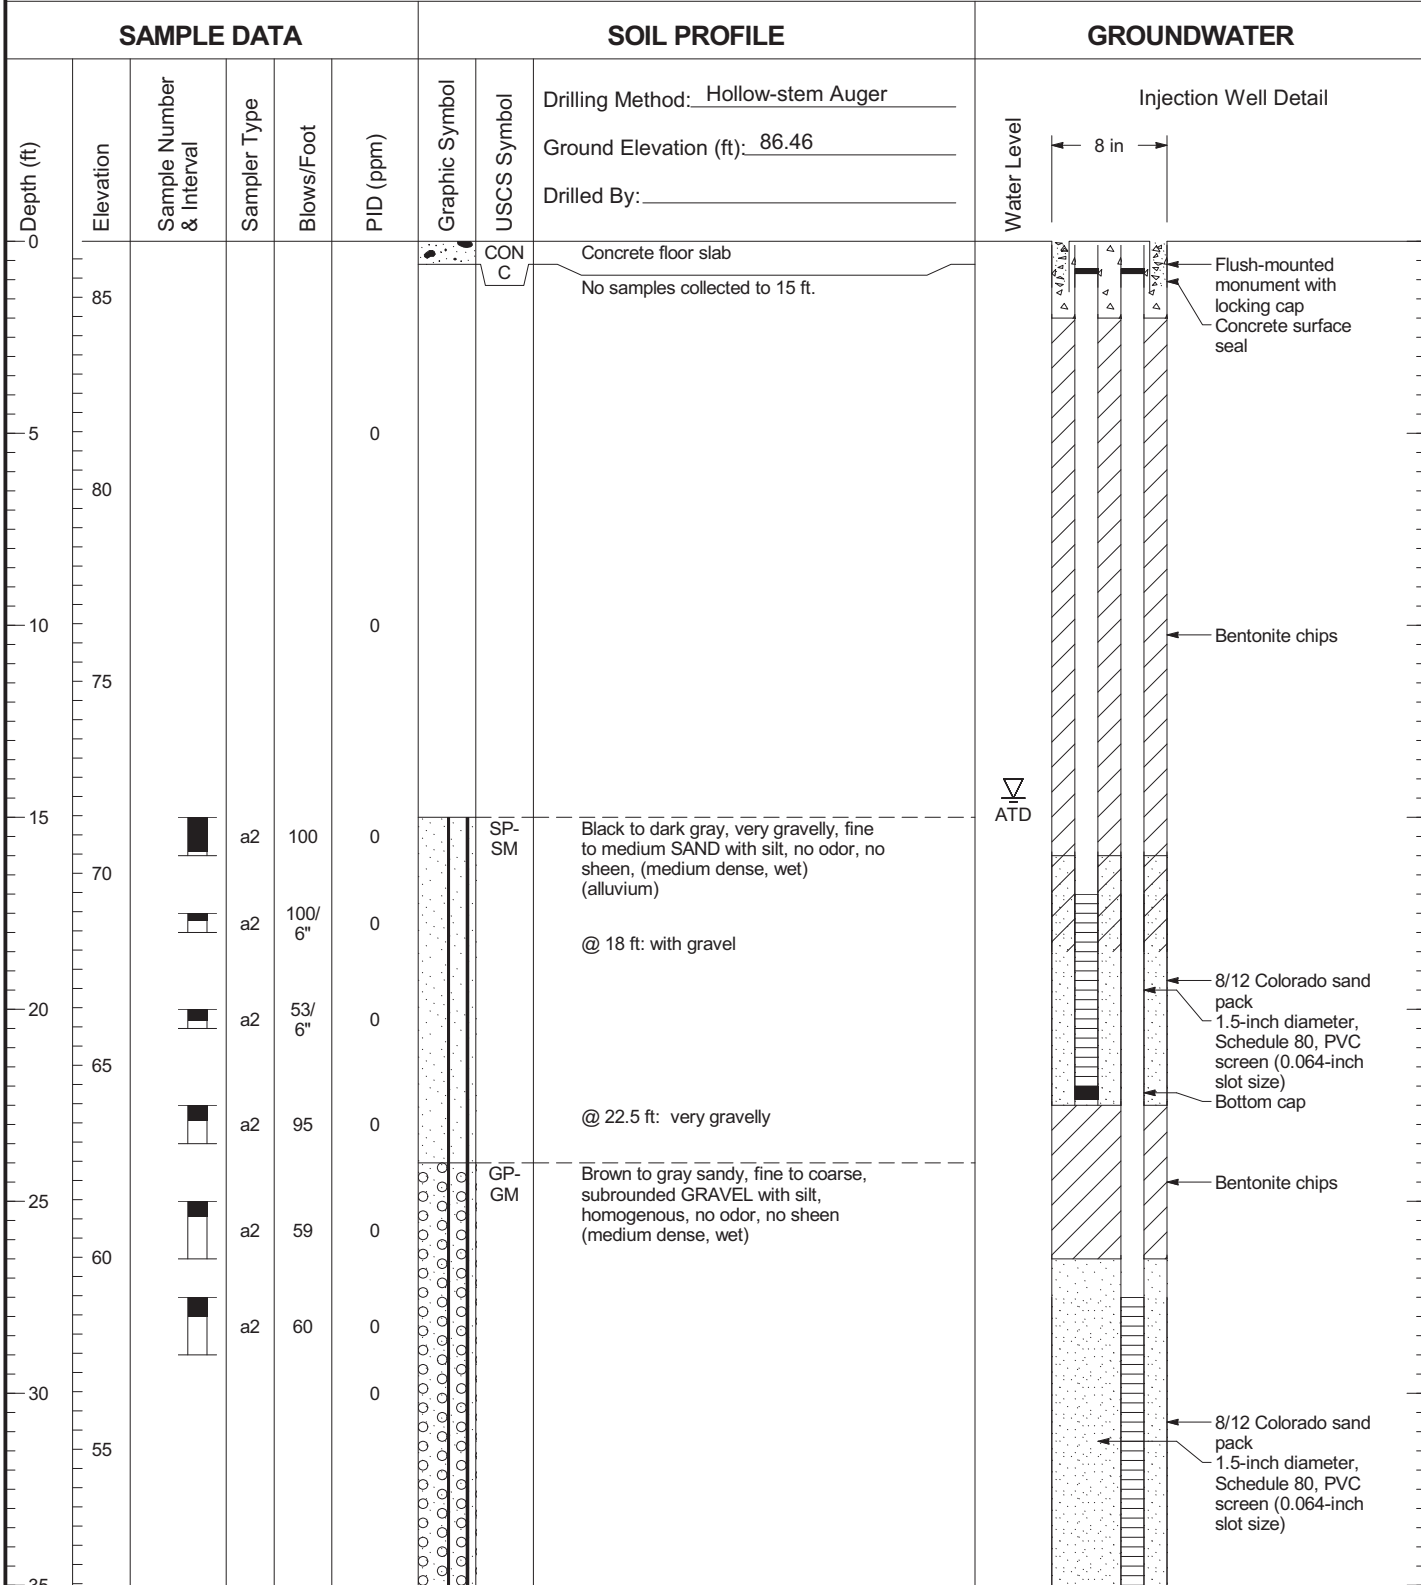 SAMPLE DATA
SOIL PROFILE
GROUNDWATER
Depth (ft)
Elevation
Sample Number
& Interval
Sampler Type
Blows/Foot
PID (ppm)
Graphic Symbol
USCS Symbol
Drilling Method: Hollow-stem Auger
Ground Elevation (ft): 86.46
Drilled By:
Water Level
Injection Well Detail
8 in
0
CON
C
Concrete floor slab
No samples collected to 15 ft.
Flush-mounted
monument with
locking cap
Concrete surface
seal
85
5
0
80
10
0
Bentonite chips
75
ATD
15
a2
100
0
SP-
SM
Black to dark gray, very gravelly, fine
to medium SAND with silt, no odor, no
sheen, (medium dense, wet)
(alluvium)
70
a2
100/
6"
0
@ 18 ft: with gravel
20
a2
53/
6"
0
8/12 Colorado sand
pack
1.5-inch diameter,
Schedule 80, PVC
screen (0.064-inch
slot size)
Bottom cap
65
a2
95
0
@ 22.5 ft: very gravelly
GP-
GM
Brown to gray sandy, fine to coarse,
subrounded GRAVEL with silt,
homogenous, no odor, no sheen
(medium dense, wet)
Bentonite chips
25
a2
59
0
60
a2
60
0
30
0
8/12 Colorado sand
pack
1.5-inch diameter,
Schedule 80, PVC
screen (0.064-inch
slot size)
55
35